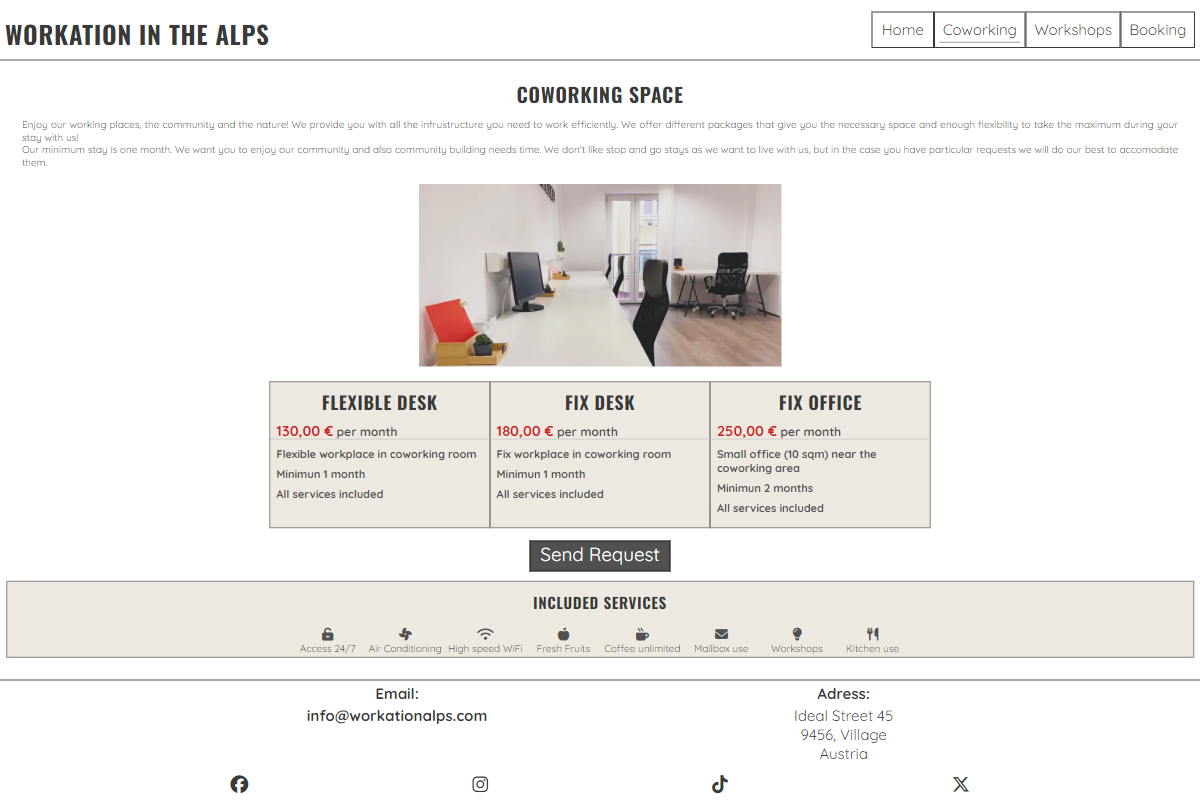 WORKATION IN THE ALPS
Home
Coworking
Workshops
Booking
COWORKING SPACE
Enjoy our working places, the community and the nature! We provide you with all the infrustructure you need to work efficiently. We offer different packages that give you the necessary space and enough flexibility to take the maximum during your
stay with us!
Our minimum stay is one month. We want you to enjoy our community and also community building needs time. We don't like stop and go stays as we want to live with us, but in the case you have particular requests we will do our best to accomodate
them.
FLEXIBLE DESK
130,00 € per month
Flexible workplace in coworking room
Minimun 1 month
All services included
FIX DESK
180,00 € per month
Fix workplace in coworking room
Minimun 1 month
All services included
FIX OFFICE
250,00 € per month
Small office (10 sqm) near the
coworking area
Minimun 2 months
All services included
Send Request
INCLUDED SERVICES
Access 24/7
Air Conditioning
High speed WiFi
Fresh Fruits
Coffee unlimited
Mailbox use
Workshops
Kitchen use
Email:
info@workationalps.com
Adress:
Ideal Street 45
9456, Village
Austria